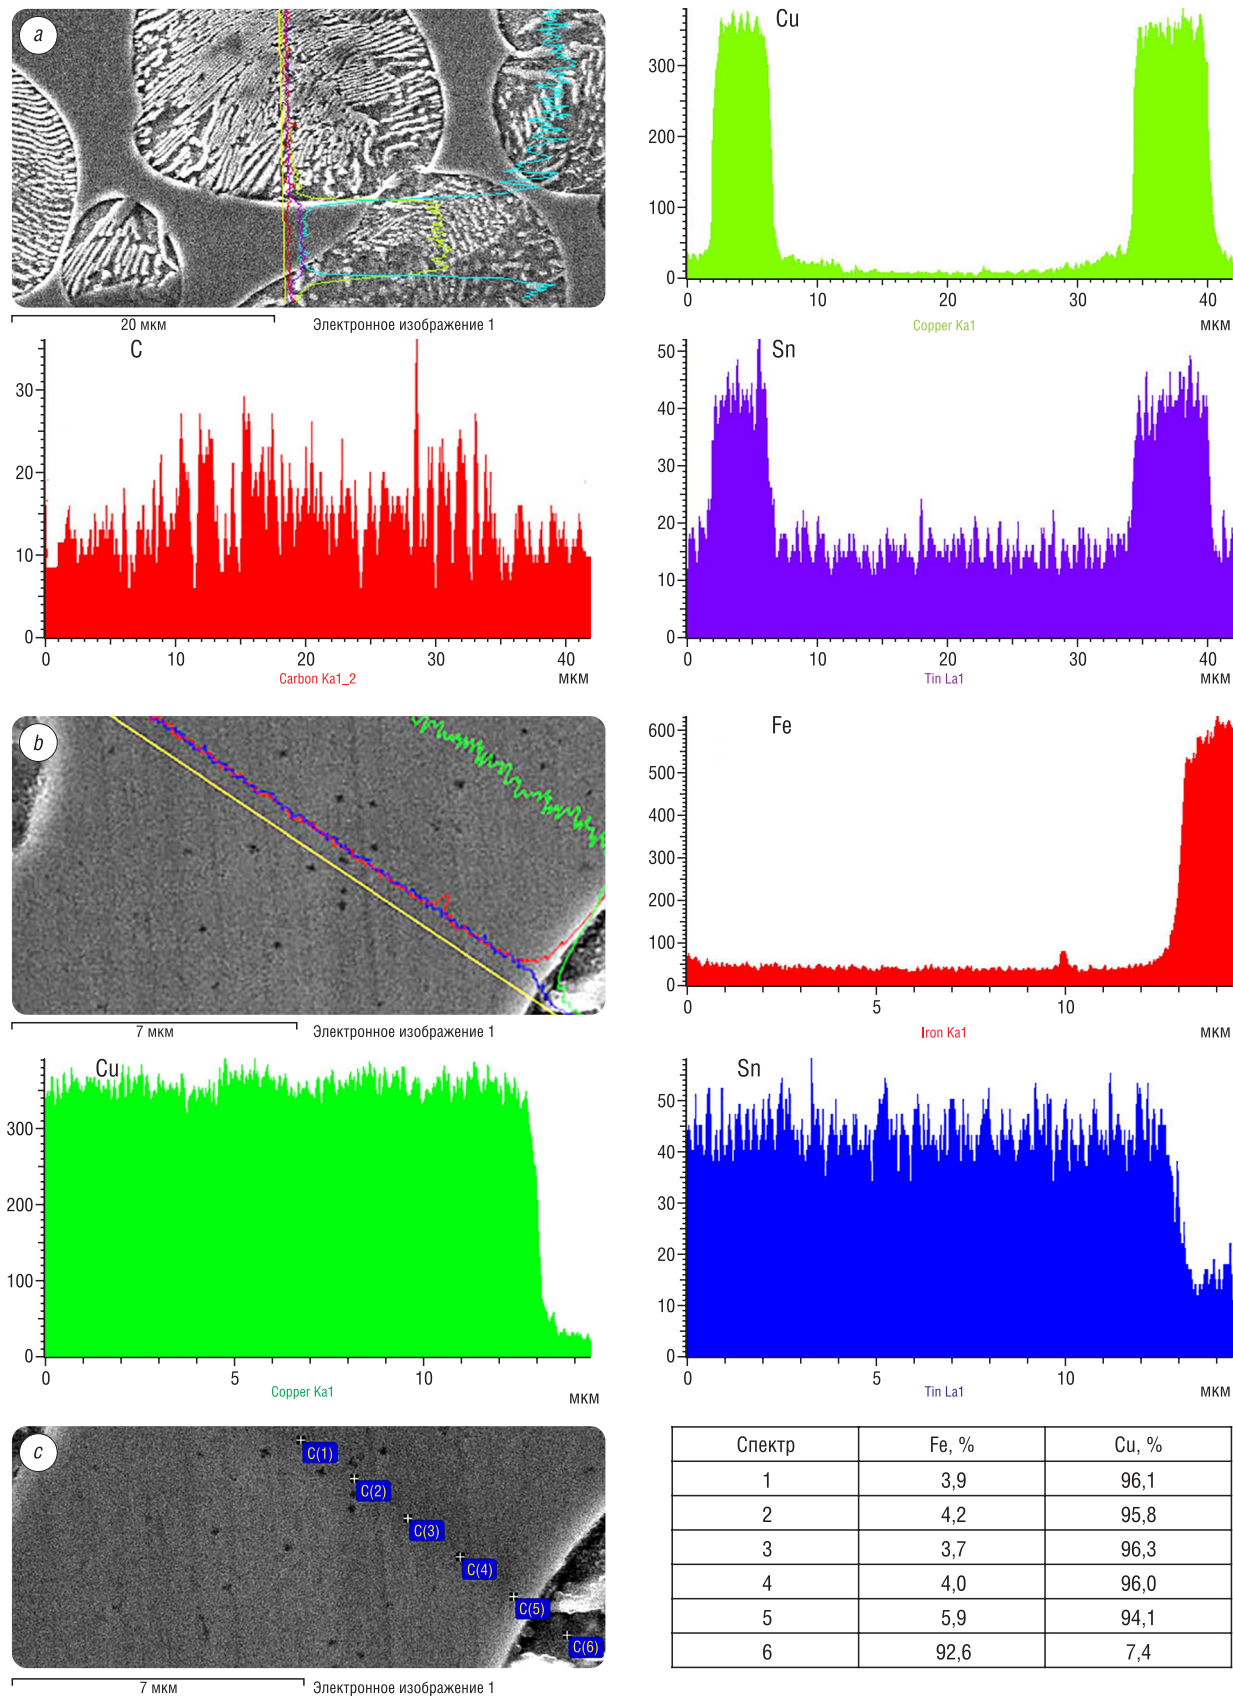 a
20 мкм
Электронное изображение 1
Cu
300
200
100
0
0 10 20 30 40
Copper Ka1
мкм
C
30
20
10
0
0 10 20 30 40
Carbon Ka1_2
мкм
Sn
50
40
30
20
10
0
0 10 20 30 40
Tin La1
мкм
b
7 мкм
Электронное изображение 1
Fe
600
500
400
300
200
100
0
0 5 10
Iron Ka1
мкм
Cu
300
200
100
0
0 5 10
Copper Ka1
мкм
Sn
50
40
30
20
10
0
0 5 10
Tin La1
мкм
c
C(1)
C(2)
C(3)
C(4)
C(5)
C(6)
7 мкм
Электронное изображение 1
Спектр Fe, % Cu, %
1 3,9 96,1
2 4,2 95,8
3 3,7 96,3
4 4,0 96,0
5 5,9 94,1
6 92,6 7,4